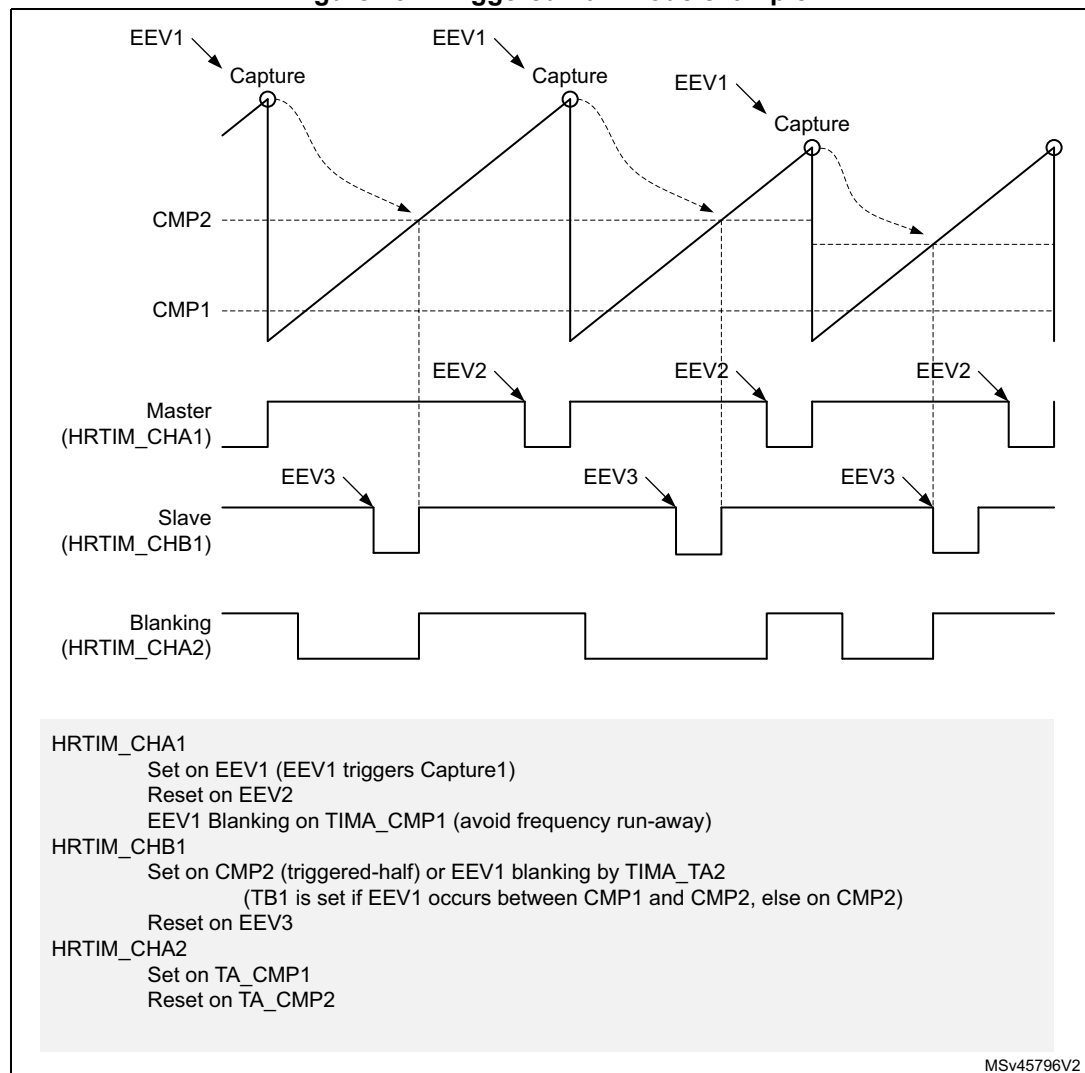 EEV1 EEV1
Capture Capture
EEV1
Capture
CMP2
CMP1
EEV2 EEV2 EEV2
Master
(HRTIM_CHA1)
EEV3 EEV3 EEV3
Slave
(HRTIM_CHB1)
Blanking
(HRTIM_CHA2)
HRTIM_CHA1
Set on EEV1 (EEV1 triggers Capture1)
Reset on EEV2
EEV1 Blanking on TIMA_CMP1 (avoid frequency run-away)
HRTIM_CHB1
Set on CMP2 (triggered-half) or EEV1 blanking by TIMA_TA2
(TB1 is set if EEV1 occurs between CMP1 and CMP2, else on CMP2)
Reset on EEV3
HRTIM_CHA2
Set on TA_CMP1
Reset on TA_CMP2
MSv45796V2